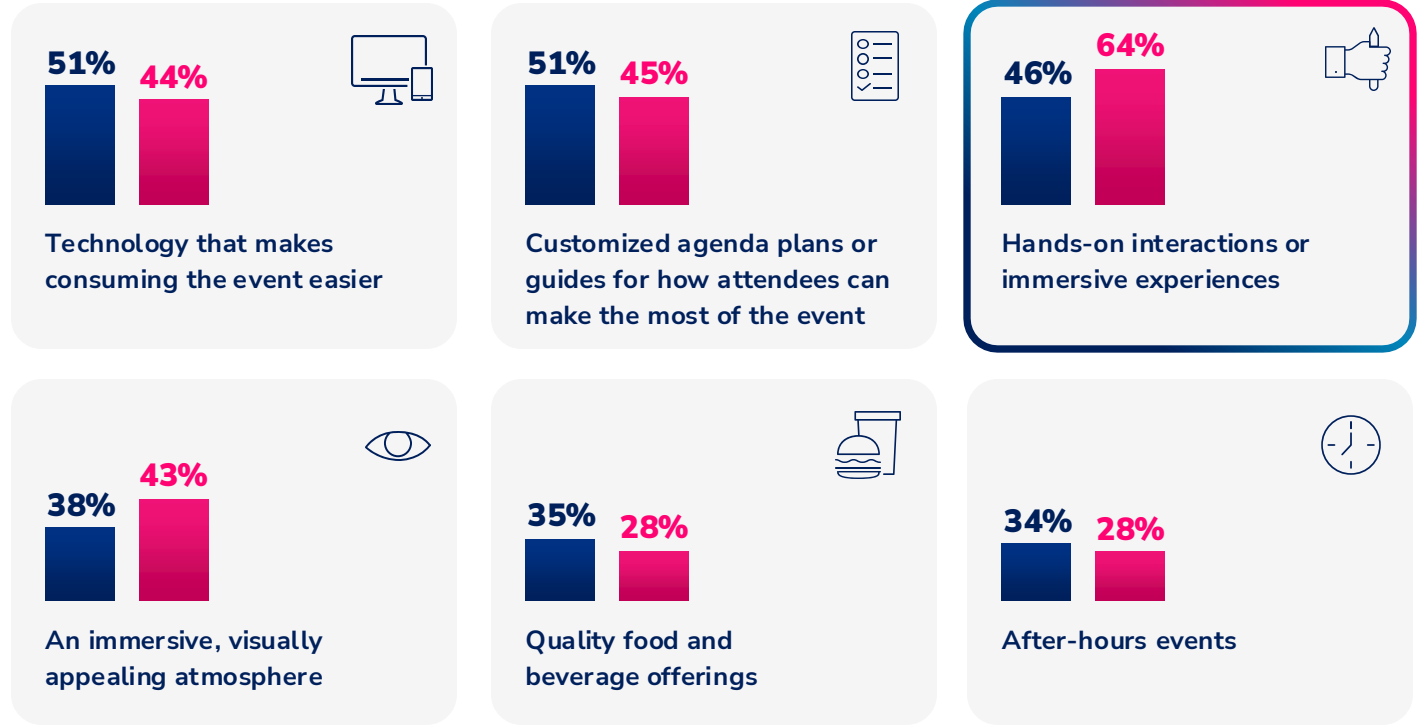 51%
44%
Technology that makes
consuming the event easier
51%
45%
Customized agenda plans or
guides for how attendees can
make the most of the event
46%
64%
Hands-on interactions or
immersive experiences
38%
43%
An immersive, visually
appealing atmosphere
35%
28%
Quality food and
beverage offerings
34%
28%
After-hours events